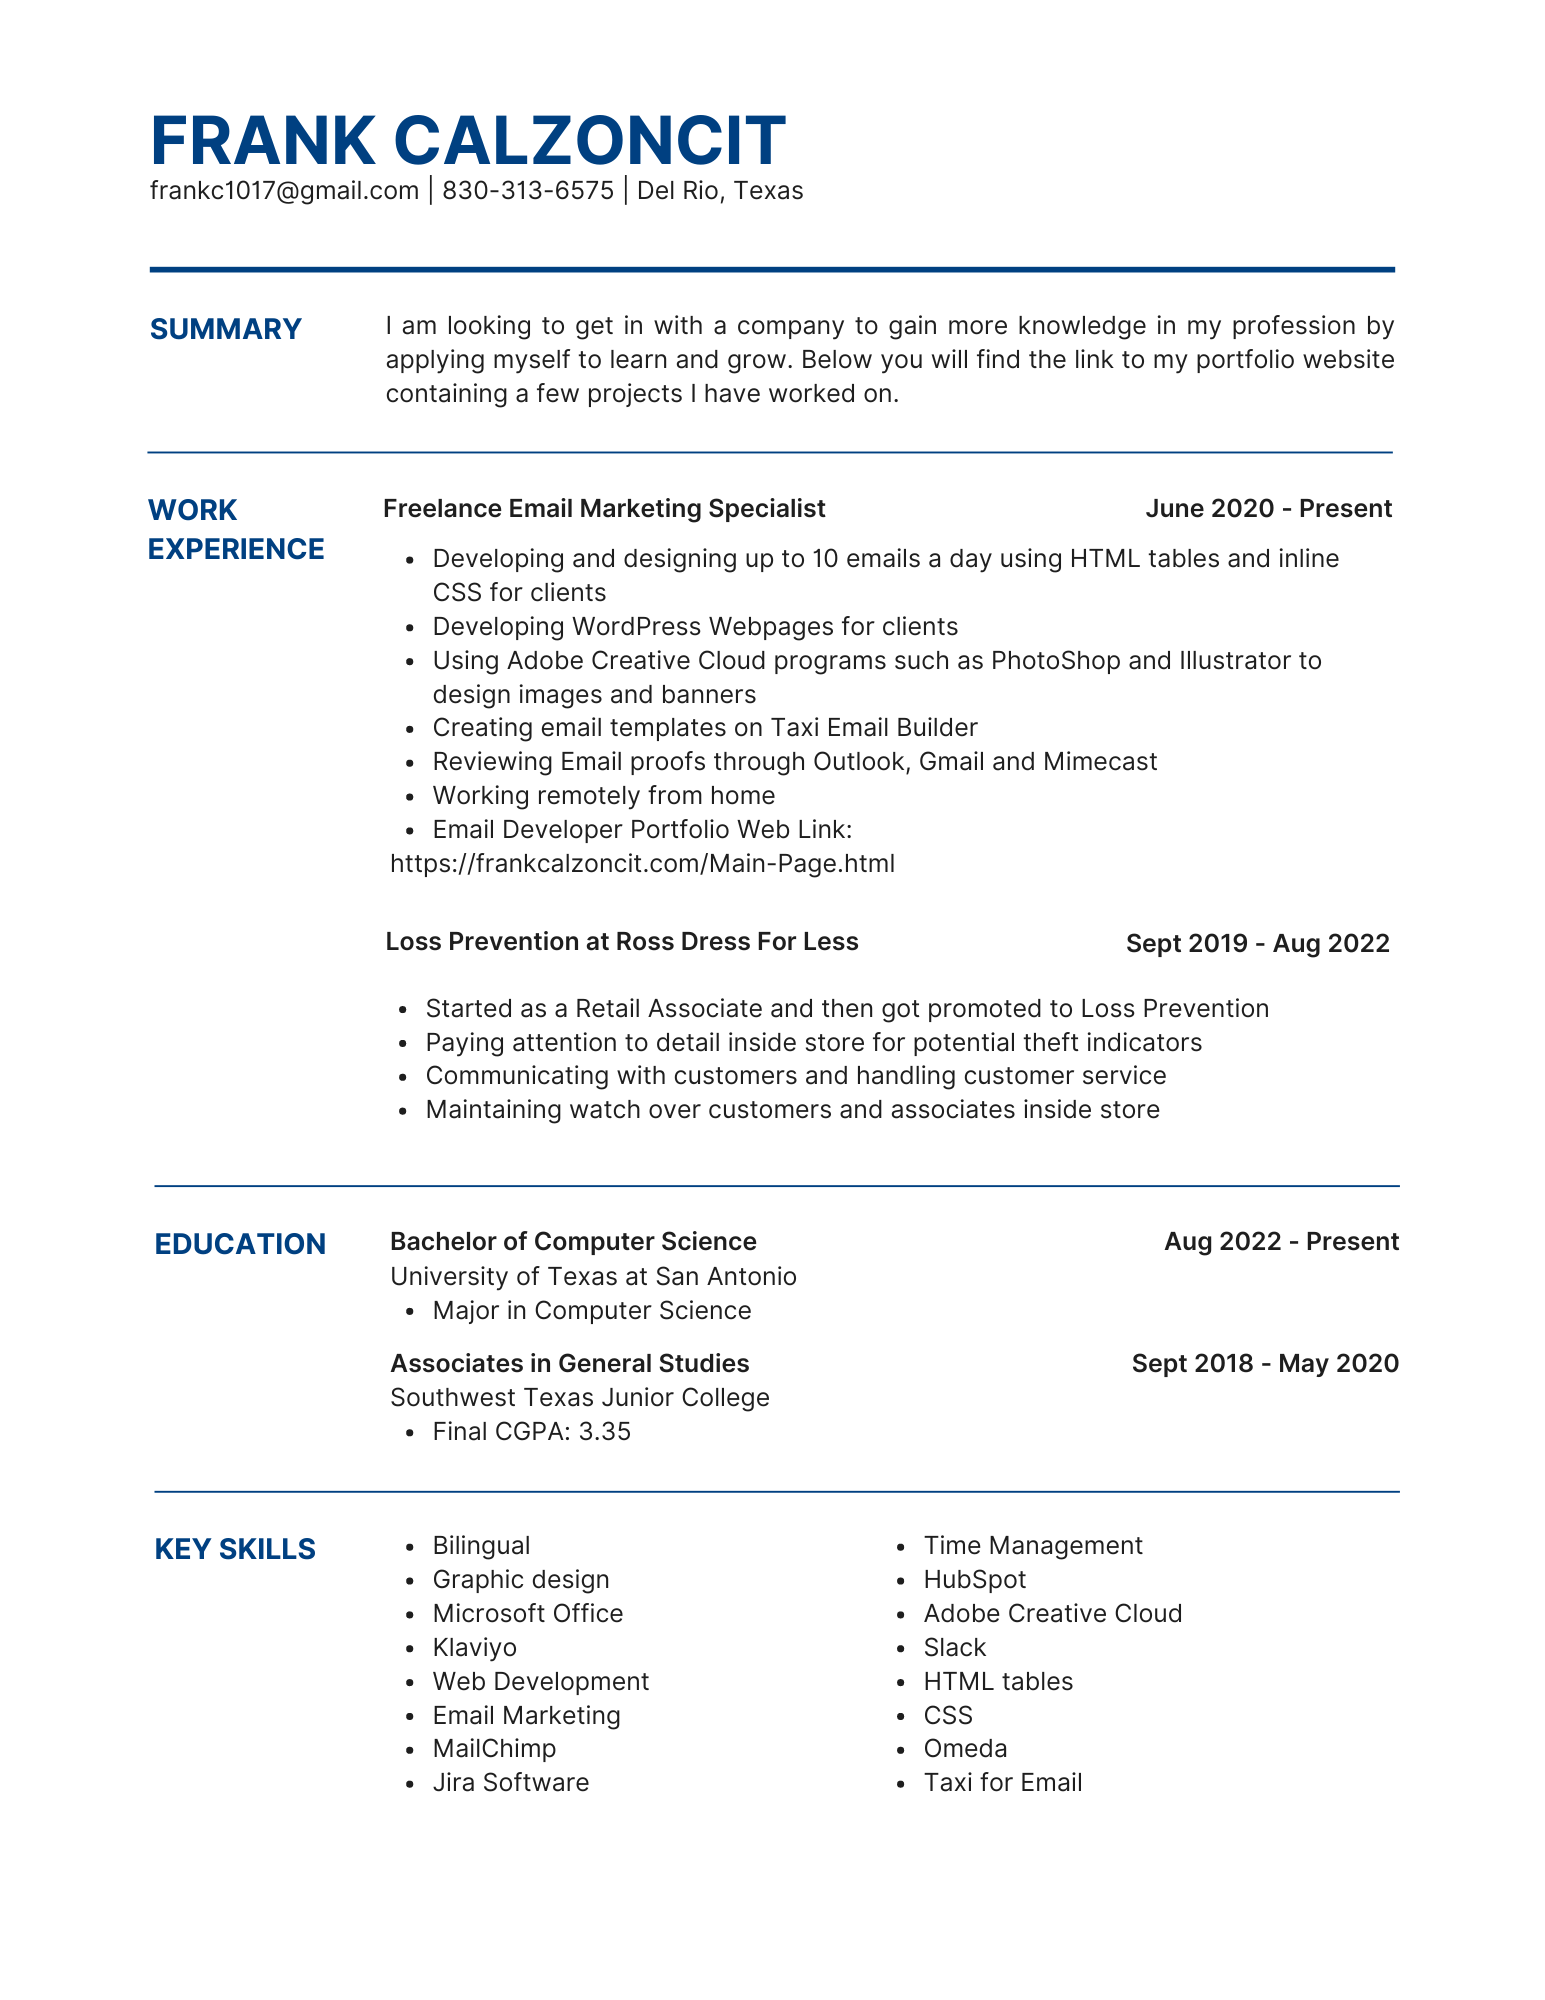 FRANK CALZONCIT
frankc1017@gmail.com | 830-313-6575 | Del Rio, Texas
SUMMARY
I am looking to get in with a company to gain more knowledge in my profession by
applying myself to learn and grow. Below you will find the link to my portfolio website
containing a few projects I have worked on.
WORK
EXPERIENCE
Freelance Email Marketing Specialist
June 2020 - Present
• Developing and designing up to 10 emails a day using HTML tables and inline
CSS for clients
• Developing WordPress Webpages for clients
• Using Adobe Creative Cloud programs such as PhotoShop and Illustrator to
design images and banners
• Creating email templates on Taxi Email Builder
• Reviewing Email proofs through Outlook, Gmail and Mimecast
• Working remotely from home
• Email Developer Portfolio Web Link:
https://frankcalzoncit.com/Main-Page.html
Loss Prevention at Ross Dress For Less
Sept 2019 - Aug 2022
• Started as a Retail Associate and then got promoted to Loss Prevention
• Paying attention to detail inside store for potential theft indicators
• Communicating with customers and handling customer service
• Maintaining watch over customers and associates inside store
EDUCATION
Bachelor of Computer Science
Aug 2022 - Present
University of Texas at San Antonio
• Major in Computer Science
Associates in General Studies
Sept 2018 - May 2020
Southwest Texas Junior College
• Final CGPA: 3.35
KEY SKILLS
• Bilingual
• Graphic design
• Microsoft Office
• Klaviyo
• Web Development
• Email Marketing
• MailChimp
• Jira Software
• Time Management
• HubSpot
• Adobe Creative Cloud
• Slack
• HTML tables
• CSS
• Omeda
• Taxi for Email